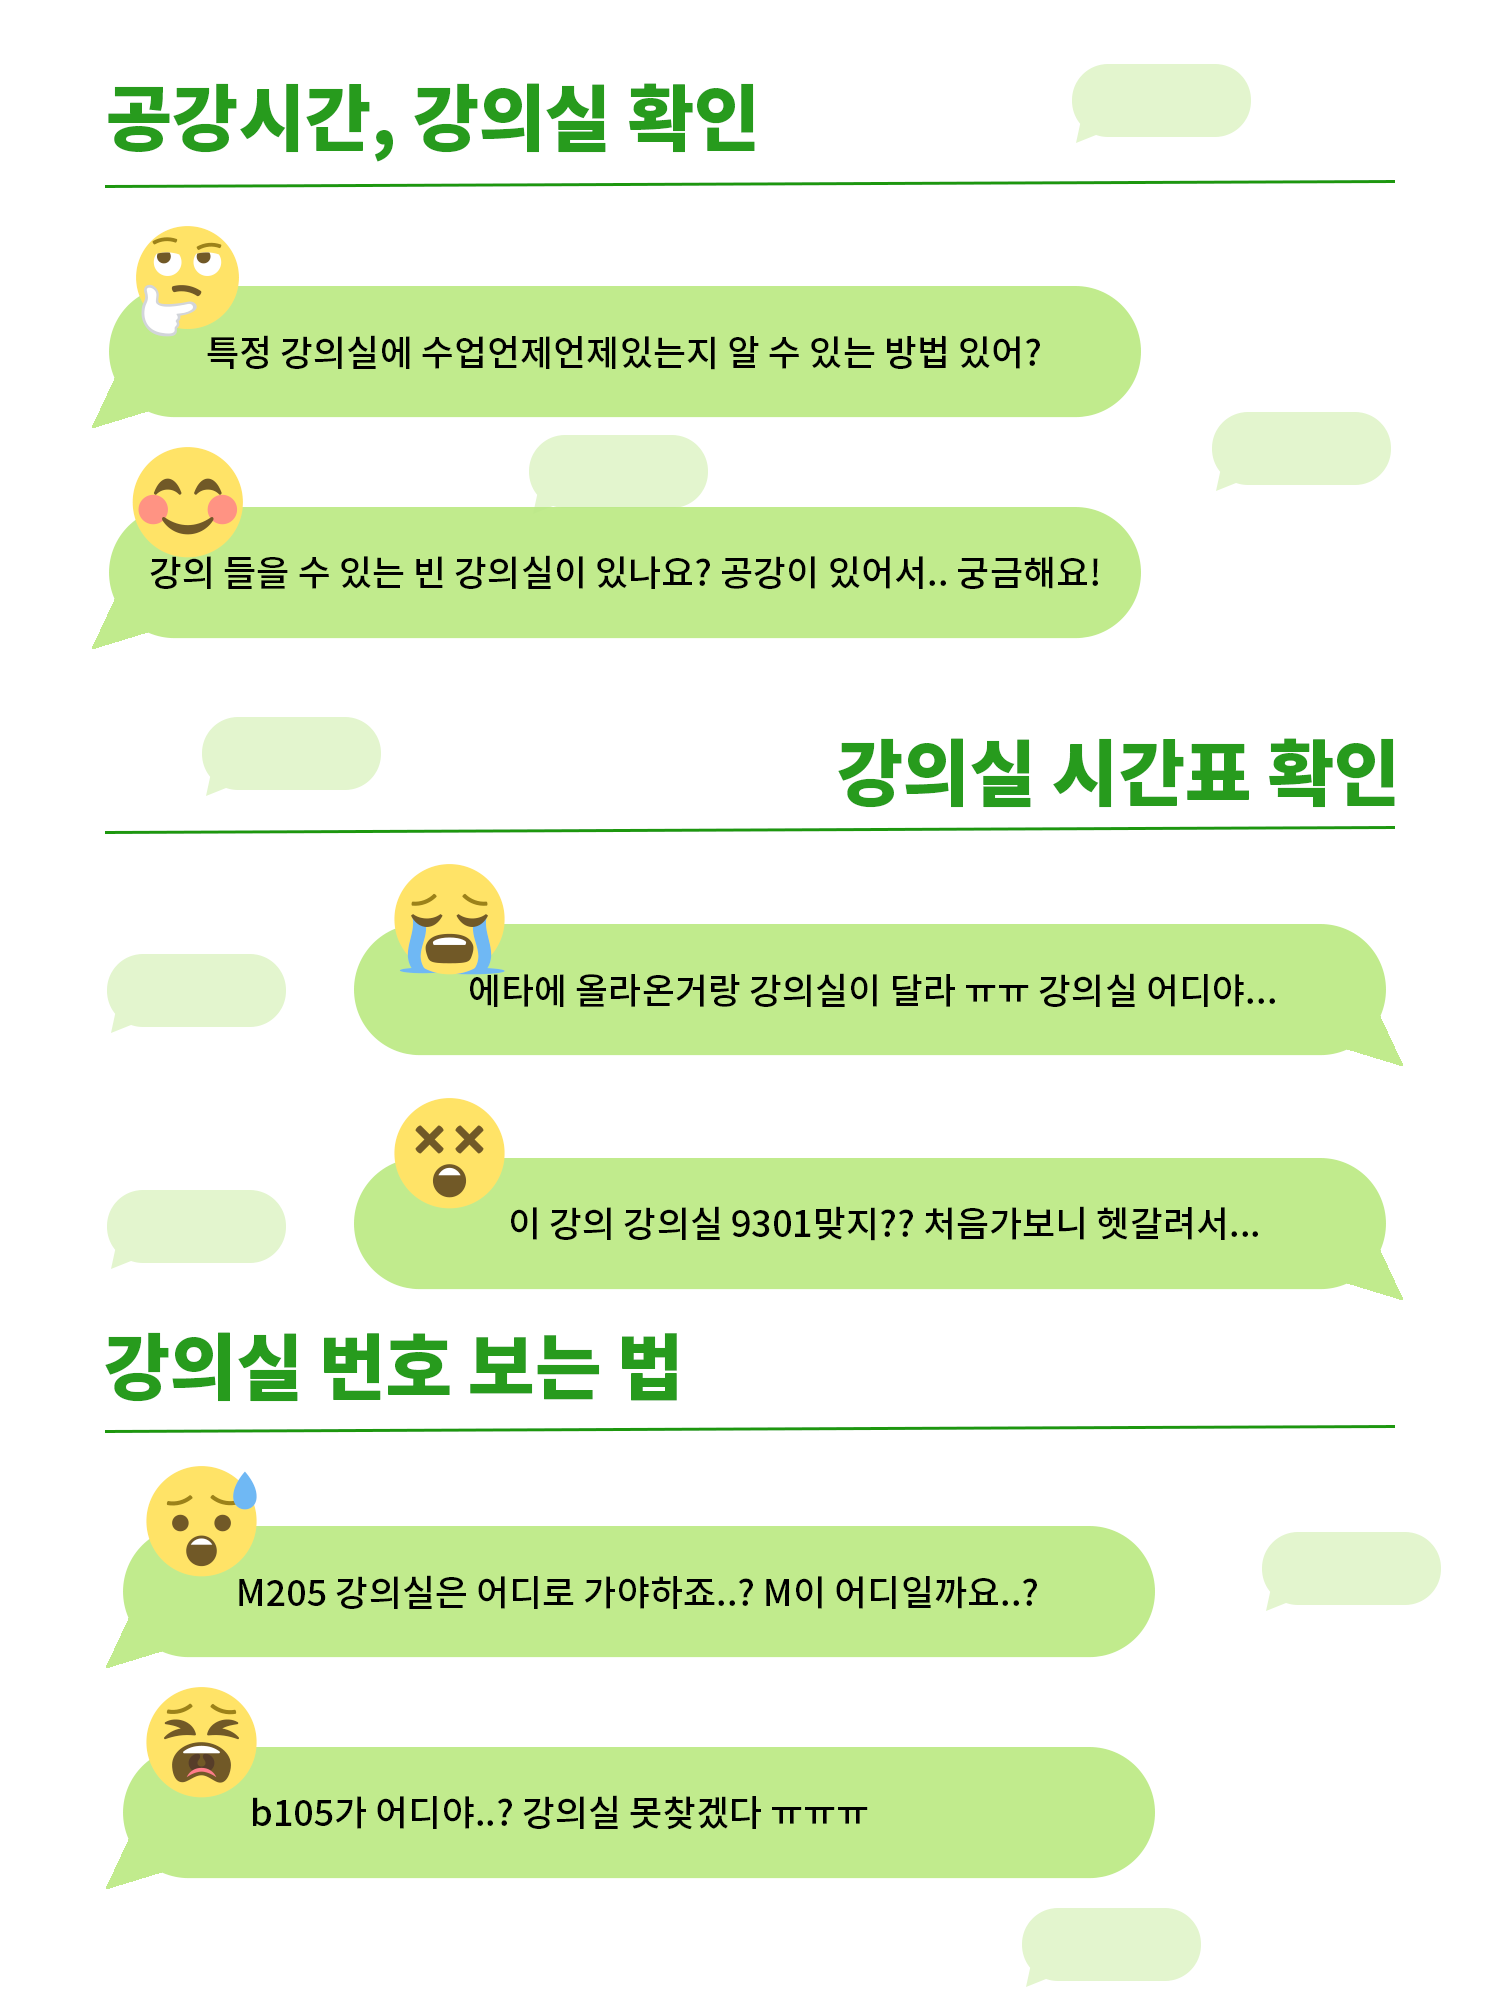 공강시간, 강의실 확인
특정 강의실에 수업언제언제있는지 알 수 있는 방법 있어?
강의 들을 수 있는 빈 강의실이 있나요? 공강이 있어서.. 궁금해요!
강의실 시간표 확인
에타에 올라온거랑 강의실이 달라 ㅠㅠ 강의실 어디야...
이 강의 강의실 9301맞지?? 처음가보니 헷갈려서...
강의실 번호 보는 법
M205 강의실은 어디로 가야하죠..? M이 어디일까요..?
b105가 어디야..? 강의실 못찾겠다 ㅠㅠㅠ